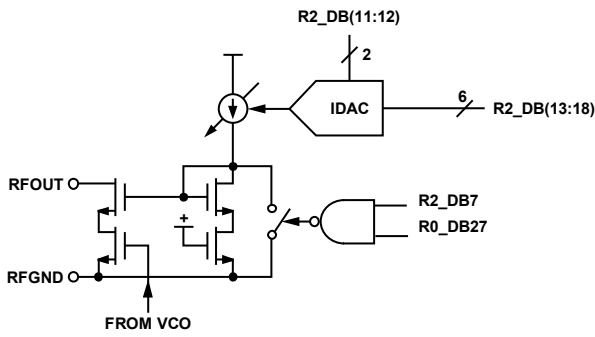 R2_DB(11:12)
2
IDAC
6
R2_DB(13:18)
RFOUT
+
R2_DB7
R0_DB27
RFGND
FROM VCO